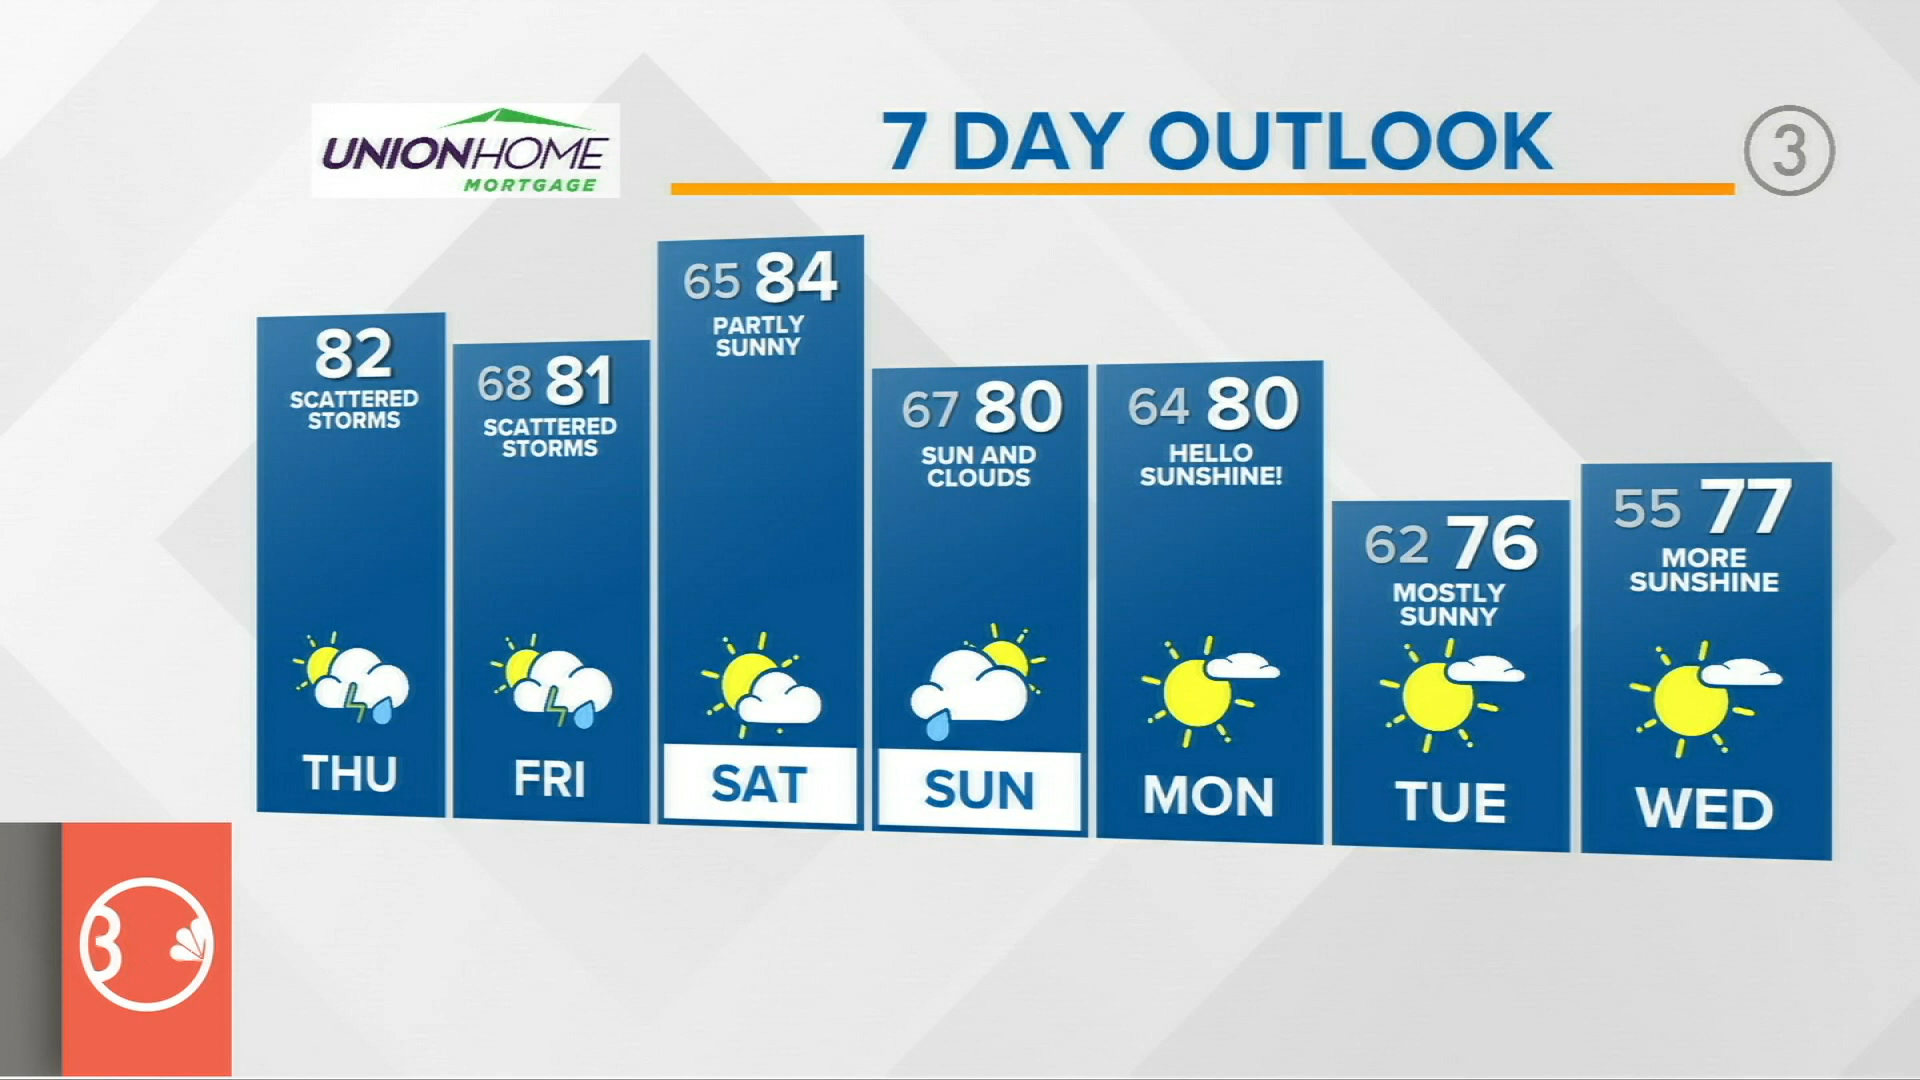 UNIONHOME
MORTGAGE
7 DAY OUTLOOK
3
82
SCATTERED
STORMS
THU
68 81
SCATTERED
STORMS
FRI
65 84
PARTLY
SUNNY
SAT
67 80
SUN AND
CLOUDS
SUN
64 80
HELLO
SUNSHINE!
MON
62 76
MOSTLY
SUNNY
TUE
55 77
MORE
SUNSHINE
WED
3